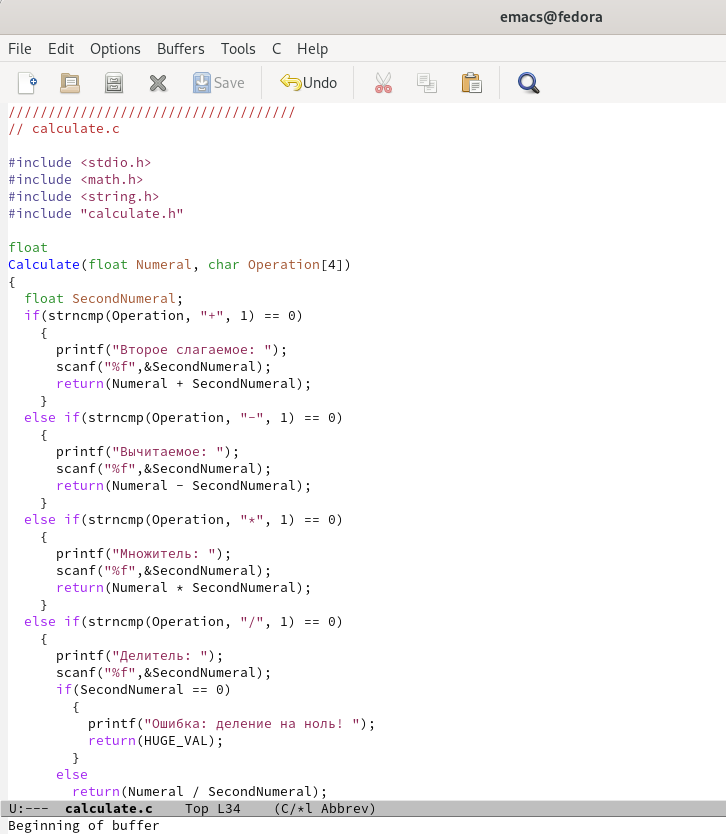 emacs@fedora
File Edit Options Buffers Tools C Help
Save Undo
////////////////////////////////////
// calculate.c
#include <stdio.h>
#include <math.h>
#include <string.h>
#include "calculate.h"
float
Calculate(float Numeral, char Operation[4])
{
  float SecondNumeral;
  if(strncmp(Operation, "+", 1) == 0)
    {
      printf("Второе слагаемое: ");
      scanf("%f",&SecondNumeral);
      return(Numeral + SecondNumeral);
    }
  else if(strncmp(Operation, "-", 1) == 0)
    {
      printf("Вычитаемое: ");
      scanf("%f",&SecondNumeral);
      return(Numeral - SecondNumeral);
    }
  else if(strncmp(Operation, "*", 1) == 0)
    {
      printf("Множитель: ");
      scanf("%f",&SecondNumeral);
      return(Numeral * SecondNumeral);
    }
  else if(strncmp(Operation, "/", 1) == 0)
    {
      printf("Делитель: ");
      scanf("%f",&SecondNumeral);
      if(SecondNumeral == 0)
        {
          printf("Ошибка: деление на ноль! ");
          return(HUGE_VAL);
        }
      else
        return(Numeral / SecondNumeral);
U:---  calculate.c    Top L34    (C/*l Abbrev)
Beginning of buffer